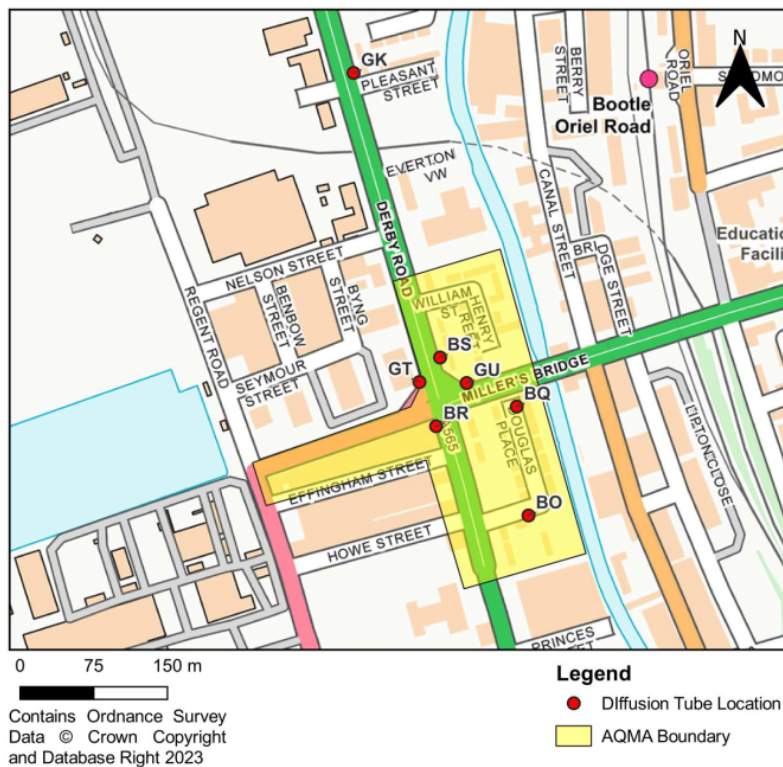 GK
PLEASANT
STREET
BERRY
STREET
ORIEL
ROAD
N
Bootle
Oriel Road
EVERTON
VW
CANAL STREET
DERBY ROAD
NELSON STREET
BENBOW
STREET
BYNG
STREET
REGENT ROAD
SEYMOUR
STREET
WILLIAM
ST
HENRY
STREET
BRIDGE STREET
Educatio
Facili
BS
GT
GU
MILLER'S BRIDGE
BQ
BR
A565
DOUGLAS
PLACE
LIPTON CLOSE
EFFINGHAM STREET
BO
HOWE STREET
PRINCES
0 75 150 m
Contains Ordnance Survey
Data © Crown Copyright
and Database Right 2023
Legend
DIffusion Tube Location
AQMA Boundary